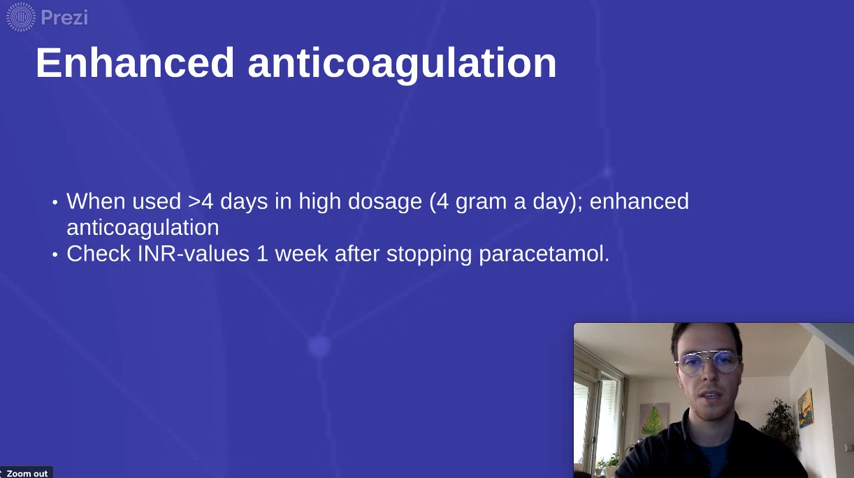 Prezi
Enhanced anticoagulation
• When used >4 days in high dosage (4 gram a day); enhanced
anticoagulation
• Check INR-values 1 week after stopping paracetamol.
Zoom out